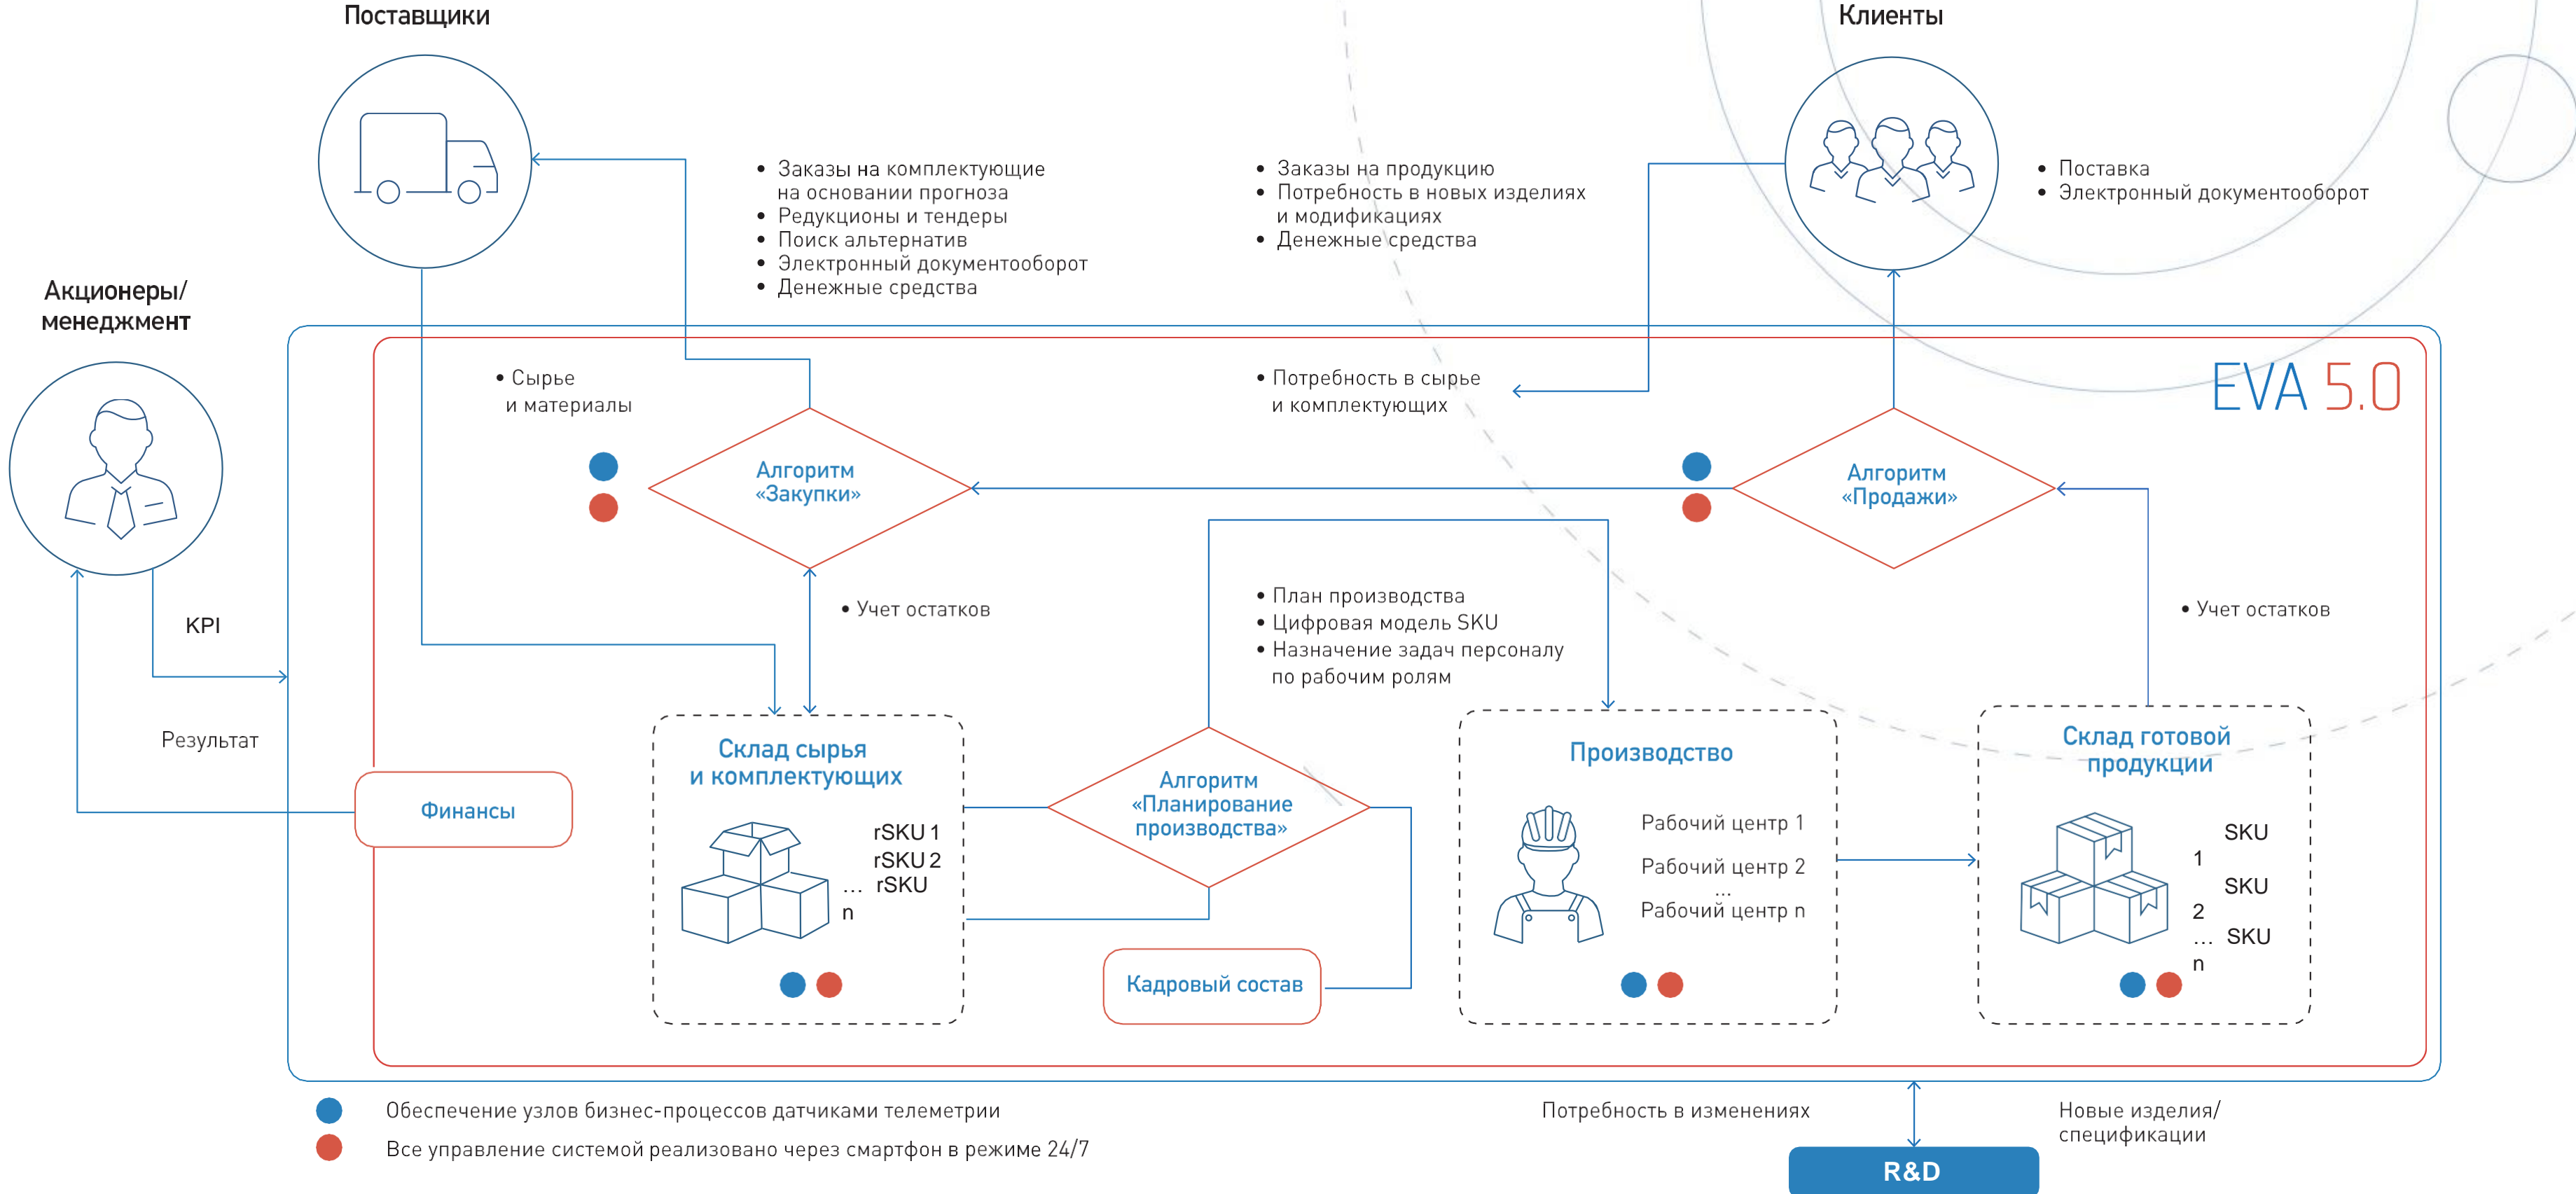 Поставщики
Клиенты
• Заказы на комплектующие
на основании прогноза
• Редукционы и тендеры
• Поиск альтернатив
• Электронный документооборот
• Денежные средства
• Заказы на продукцию
• Потребность в новых изделиях
и модификациях
• Денежные средства
• Поставка
• Электронный документооборот
Акционеры/
менеджмент
• Сырье
и материалы
• Потребность в сырье
и комплектующих
EVA 5.0
Алгоритм
«Закупки»
Алгоритм
«Продажи»
KPI
• Учет остатков
• План производства
• Цифровая модель SKU
• Назначение задач персоналу
по рабочим ролям
• Учет остатков
Результат
Финансы
Склад сырья
и комплектующих
rSKU 1
rSKU 2
... rSKU
n
Алгоритм
«Планирование
производства»
Кадровый состав
Производство
Рабочий центр 1
Рабочий центр 2
...
Рабочий центр n
Склад готовой
продукции
SKU
1
SKU
2
... SKU
n
Обеспечение узлов бизнес-процессов датчиками телеметрии
Все управление системой реализовано через смартфон в режиме 24/7
Потребность в изменениях
Новые изделия/
спецификации
R&D